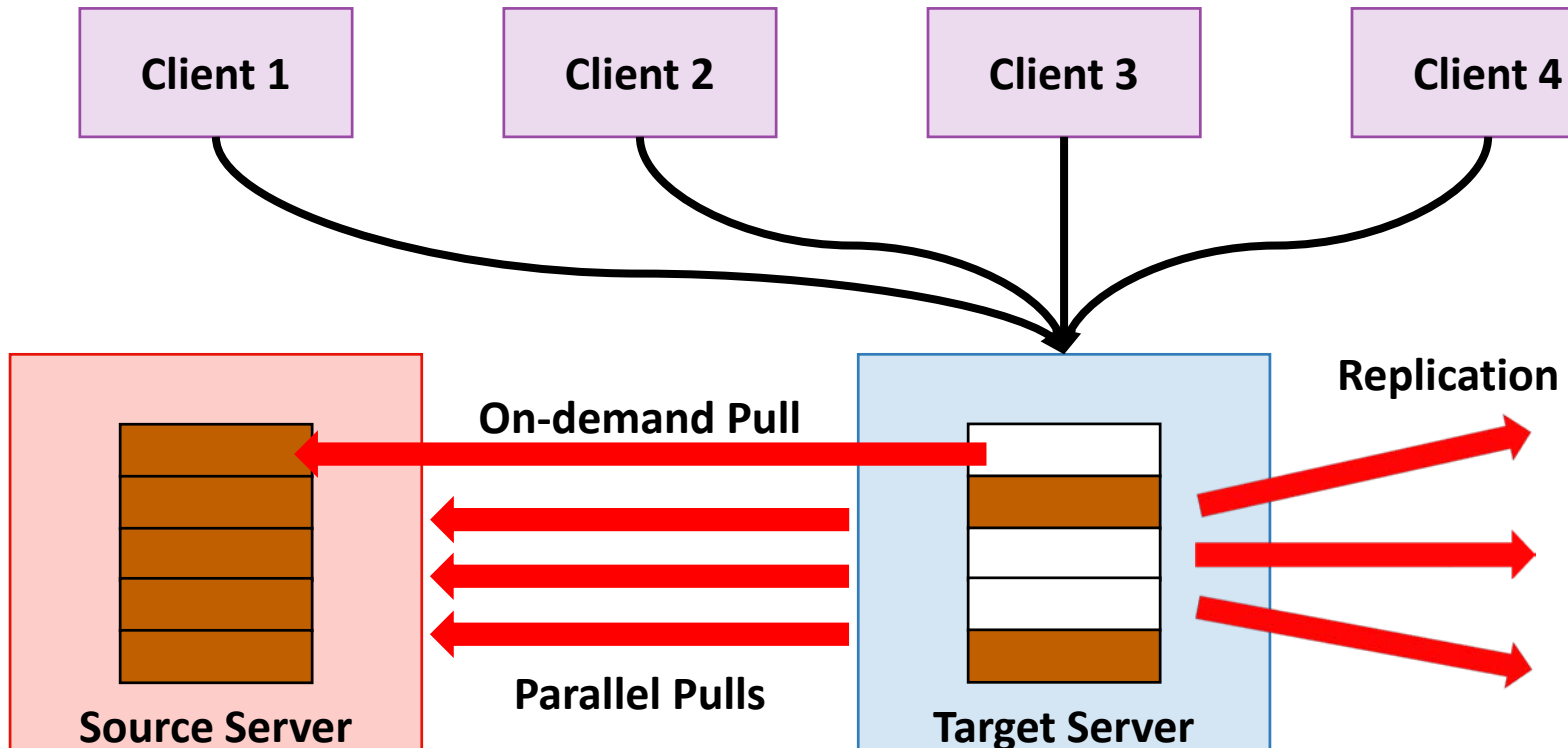 Client 1
Client 2
Client 3
Client 4
Replication
On-demand Pull
Parallel Pulls
Source Server
Target Server